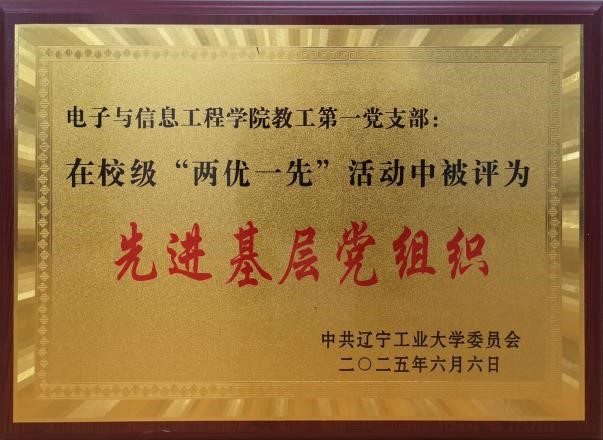 电子与信息工程学院教工第一党支部：
在校级“两优一先”活动中被评为
先进基层党组织
中共辽宁工业大学委员会
二〇二五年六月六日